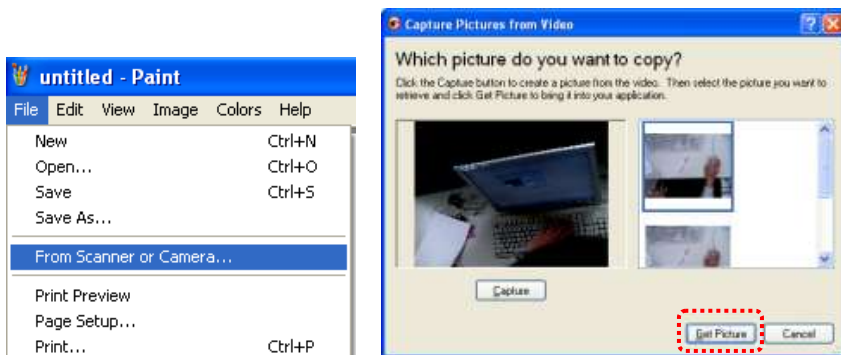 untitled - Paint
File Edit View Image Colors Help
New Ctrl+N
Open... Ctrl+O
Save Ctrl+S
Save As...
From Scanner or Camera...
Print Preview
Page Setup...
Print... Ctrl+P
Capture Pictures from Video
Which picture do you want to copy?
Click the Capture button to create a picture from the video. Then select the picture you want to
retrieve and click Get Picture to bring it into your application.
Capture
Get Picture Cancel